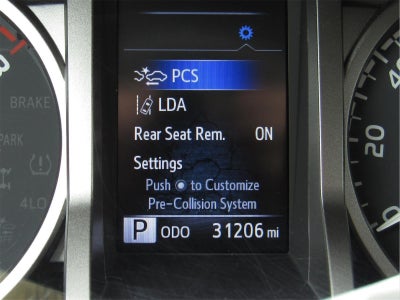 PCS
LDA
Rear Seat Rem. ON
Settings
Push to Customize
Pre-Collision System
P ODO 31206 mi
BRAKE
PARK
4LO
20